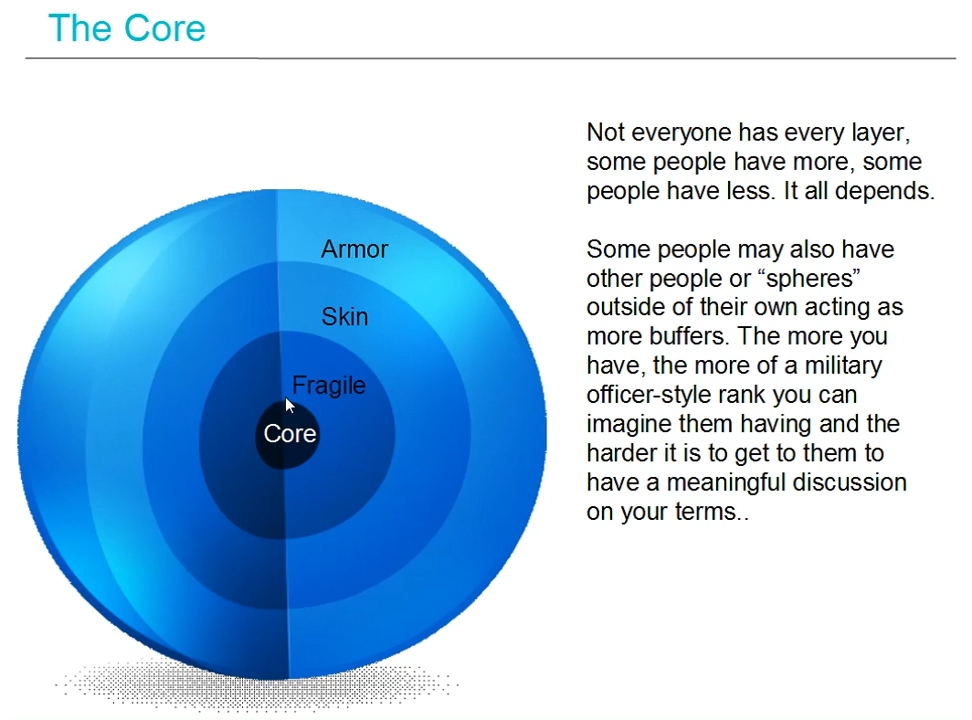 The Core
Not everyone has every layer,
some people have more, some
people have less. It all depends.
Some people may also have
other people or “spheres”
outside of their own acting as
more buffers. The more you
have, the more of a military
officer-style rank you can
imagine them having and the
harder it is to get to them to
have a meaningful discussion
on your terms..
Armor
Skin
Fragile
Core